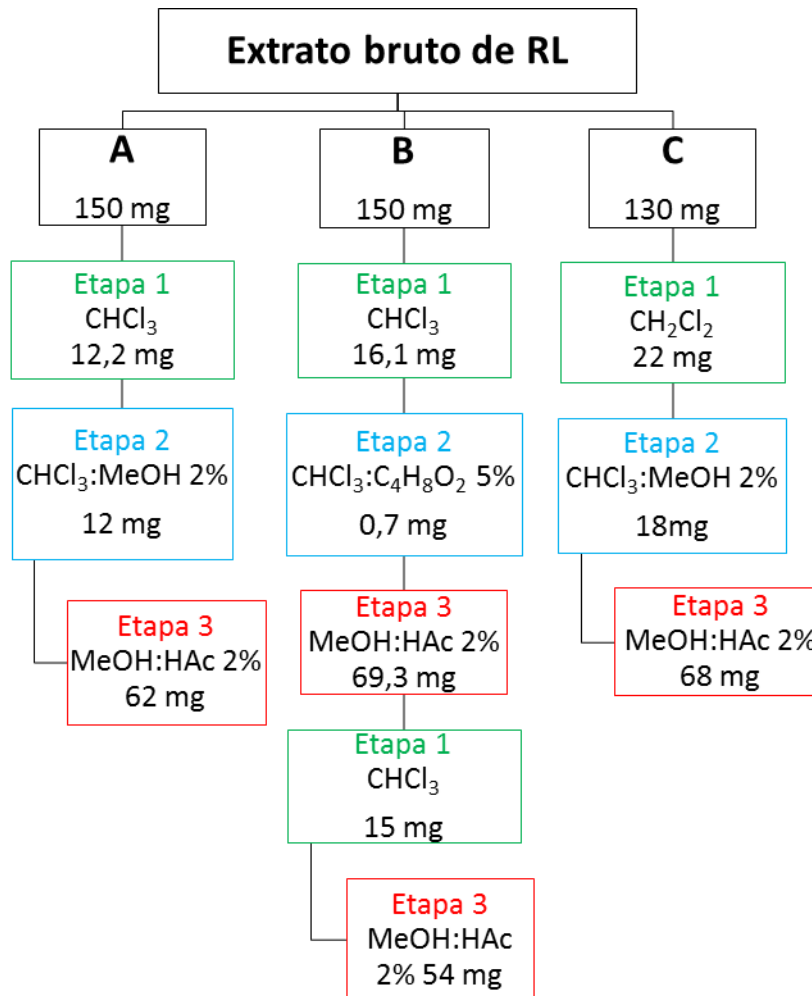 Extrato bruto de RL
A
150 mg
Etapa 1
CHCl₃
12,2 mg
Etapa 2
CHCl₃:MeOH 2%
12 mg
Etapa 3
MeOH:HAc 2%
62 mg
B
150 mg
Etapa 1
CHCl₃
16,1 mg
Etapa 2
CHCl₃:C₄H₈O₂ 5%
0,7 mg
Etapa 3
MeOH:HAc 2%
69,3 mg
Etapa 1
CHCl₃
15 mg
Etapa 3
MeOH:HAc
2% 54 mg
C
130 mg
Etapa 1
CH₂Cl₂
22 mg
Etapa 2
CHCl₃:MeOH 2%
18mg
Etapa 3
MeOH:HAc 2%
68 mg